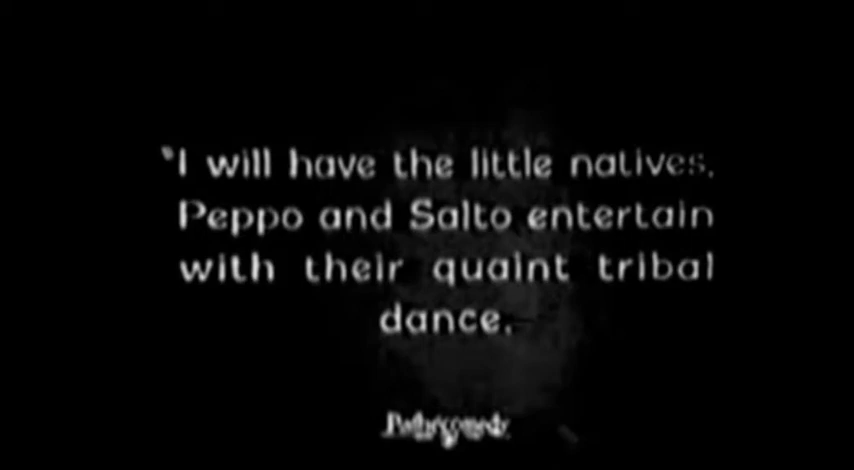 "I will have the little natives,
Peppo and Salto entertain
with their quaint tribal
dance.
Pathécomedy